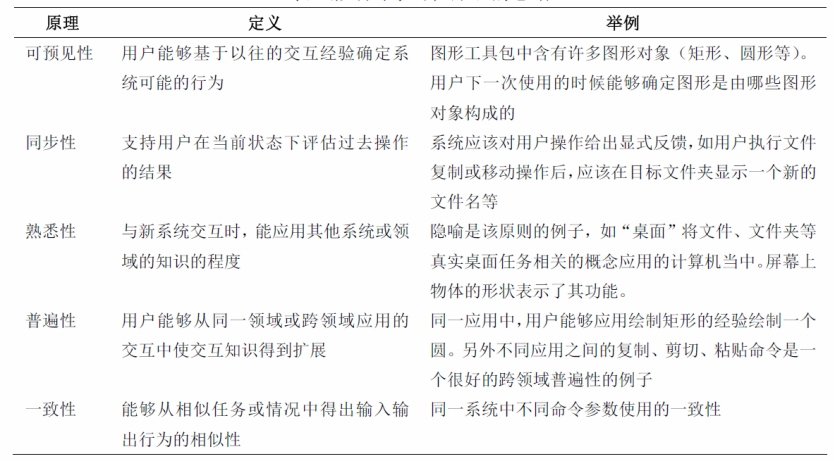 原理 定义 举例
可预见性 用户能够基于以往的交互经验确定系 图形工具包中含有许多图形对象（矩形、圆形等）。
统可能的行为 用户下一次使用的时候能够确定图形是由哪些图形
对象构成的
同步性 支持用户在当前状态下评估过去操作 系统应该对用户操作给出显式反馈，如用户执行文件
的结果 复制或移动操作后，应该在目标文件夹显示一个新的
文件名等
熟悉性 与新系统交互时，能应用其他系统或领 隐喻是该原则的例子，如“桌面”将文件、文件夹等
域的知识的程度 真实桌面任务相关的概念应用的计算机当中。屏幕上
物体的形状表示了其功能。
普遍性 用户能够从同一领域或跨领域应用的 同一应用中，用户能够应用绘制矩形的经验绘制一个
交互中使交互知识得到扩展 圆。另外不同应用之间的复制、剪切、粘贴命令是一
个很好的跨领域普遍性的例子
一致性 能够从相似任务或情况中得出输入输 同一系统中不同命令参数使用的一致性
出行为的相似性